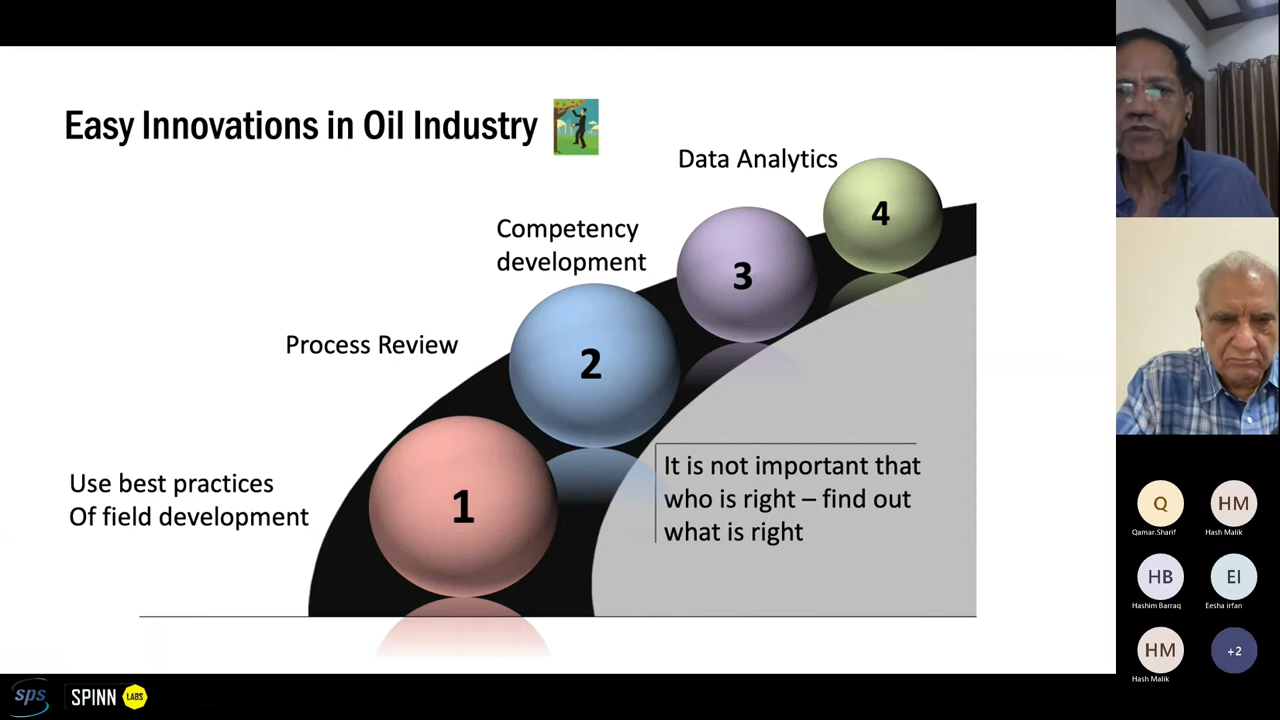 Easy Innovations in Oil Industry
Data Analytics
4
Competency
development
3
Process Review
2
Use best practices
Of field development
1
It is not important that
who is right – find out
what is right
sps
SPINN LABS
Q
Qamar.Sharif
HM
Hash Malik
HB
Hashim Barraq
EI
Eesha irfan
HM
Hash Malik
+2